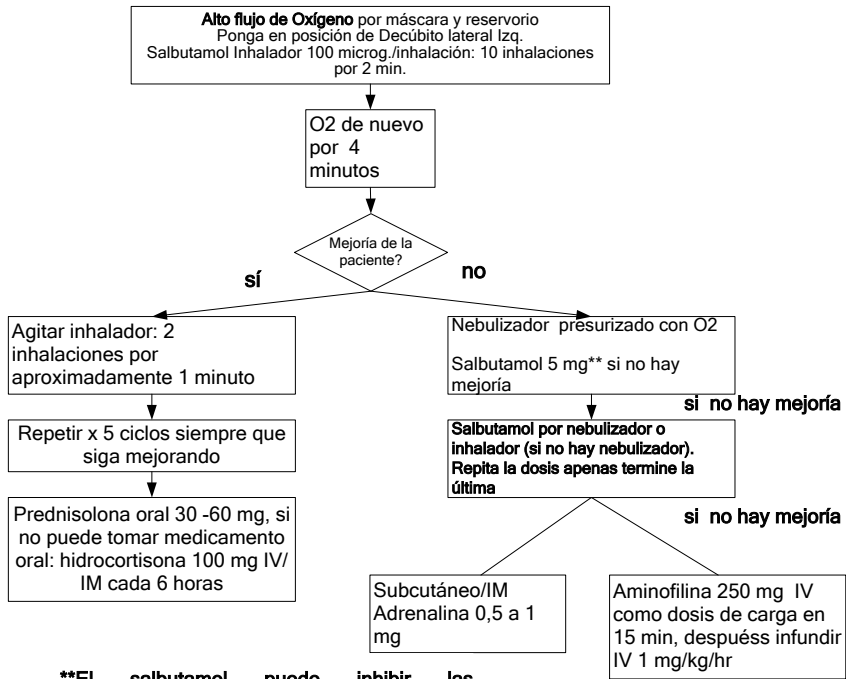 Alto flujo de Oxígeno por máscara y reservorio
Ponga en posición de Decúbito lateral Izq.
Salbutamol Inhalador 100 microg./inhalación: 10 inhalaciones
por 2 min.
O2 de nuevo
por 4
minutos
Mejoría de la
paciente?
sí
no
Agitar inhalador: 2
inhalaciones por
aproximadamente 1 minuto
Nebulizador presurizado con O2
Salbutamol 5 mg** si no hay
mejoría
si no hay mejoría
Repetir x 5 ciclos siempre que
siga mejorando
Salbutamol por nebulizador o
inhalador (si no hay nebulizador).
Repita la dosis apenas termine la
última
si no hay mejoría
Prednisolona oral 30 -60 mg, si
no puede tomar medicamento
oral: hidrocortisona 100 mg IV/
IM cada 6 horas
Subcutáneo/IM
Adrenalina 0,5 a 1
mg
Aminofilina 250 mg IV
como dosis de carga en
15 min, despuéss infundir
IV 1 mg/kg/hr
**El salbutamol puede inhibir las